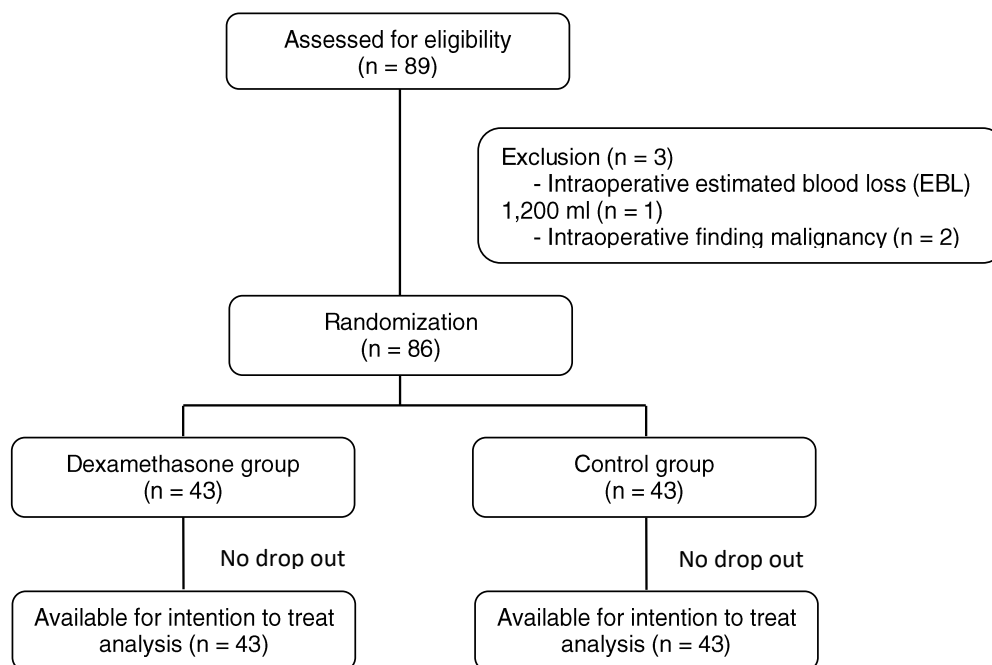 Assessed for eligibility
(n = 89)
Exclusion (n = 3)
- Intraoperative estimated blood loss (EBL)
1,200 ml (n = 1)
- Intraoperative finding malignancy (n = 2)
Randomization
(n = 86)
Dexamethasone group
(n = 43)
Control group
(n = 43)
No drop out
No drop out
Available for intention to treat
analysis (n = 43)
Available for intention to treat
analysis (n = 43)